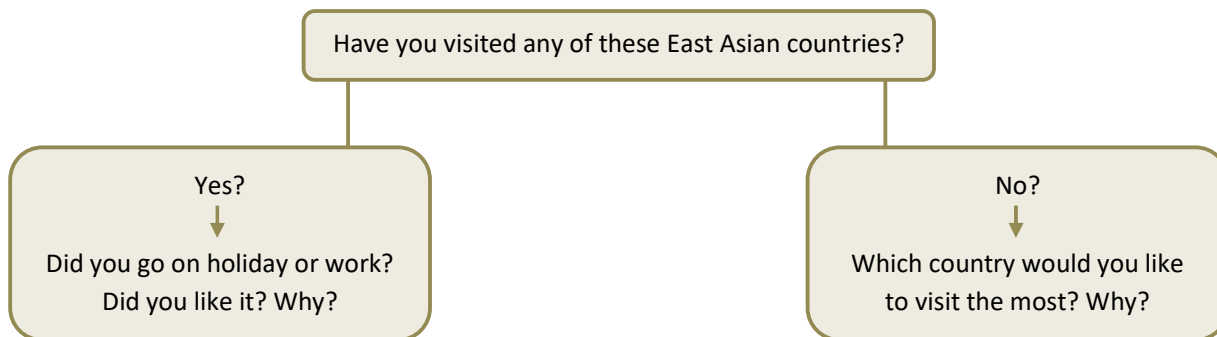 Have you visited any of these East Asian countries?
Yes?
Did you go on holiday or work?
Did you like it? Why?
No?
Which country would you like
to visit the most? Why?